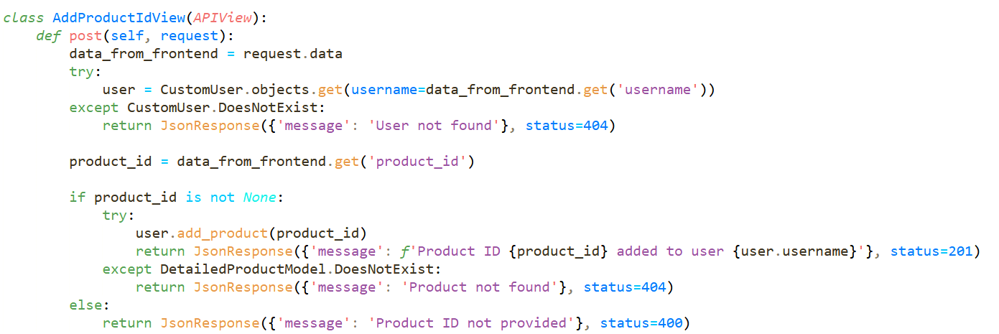 class AddProductIdView(APIView):
    def post(self, request):
        data_from_frontend = request.data
        try:
            user = CustomUser.objects.get(username=data_from_frontend.get('username'))
        except CustomUser.DoesNotExist:
            return JsonResponse({'message': 'User not found'}, status=404)

        product_id = data_from_frontend.get('product_id')

        if product_id is not None:
            try:
                user.add_product(product_id)
                return JsonResponse({'message': f'Product ID {product_id} added to user {user.username}'}, status=201)
            except DetailedProductModel.DoesNotExist:
                return JsonResponse({'message': 'Product not found'}, status=404)
        else:
            return JsonResponse({'message': 'Product ID not provided'}, status=400)